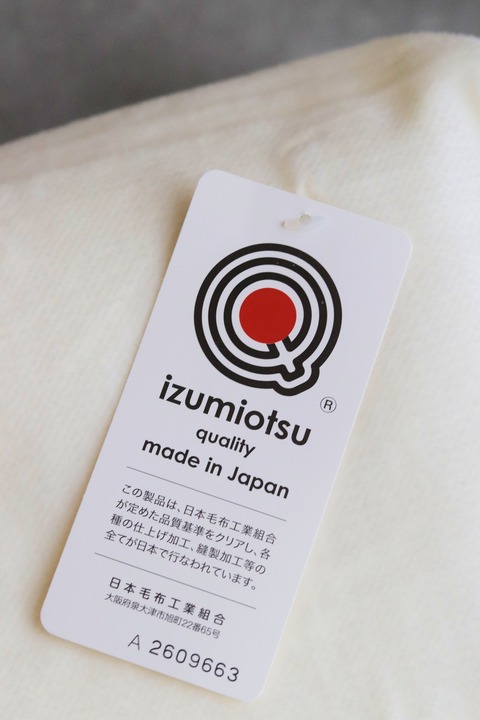 Ⓡ
izumiotsu
quality
made in Japan
この製品は、日本毛布工業組合
が定めた品質基準をクリアし、各
種の仕上げ加工、縫製加工等の
全てが日本で行なわれています。
日本毛布工業組合
大阪府泉大津市旭町22番65号
A 2609663